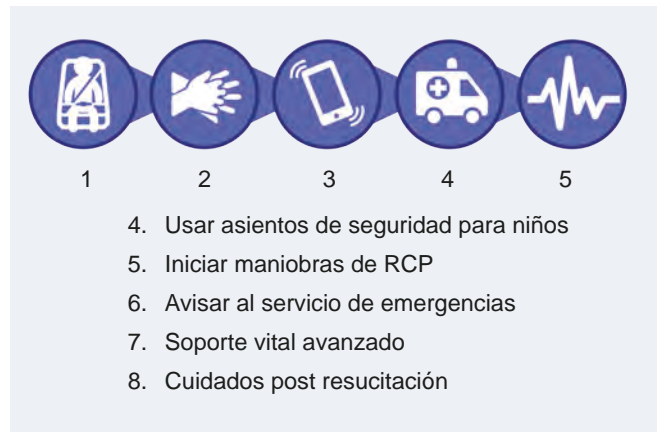 1 2 3 4 5
4. Usar asientos de seguridad para niños
5. Iniciar maniobras de RCP
6. Avisar al servicio de emergencias
7. Soporte vital avanzado
8. Cuidados post resucitación